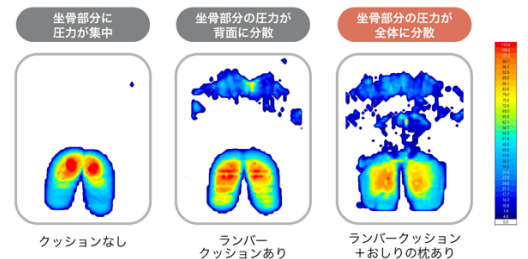 坐骨部分に
圧力が集中
坐骨部分の圧力が
背面に分散
坐骨部分の圧力が
全体に分散
クッションなし
ランバー
クッションあり
ランバークッション
＋おしりの枕あり